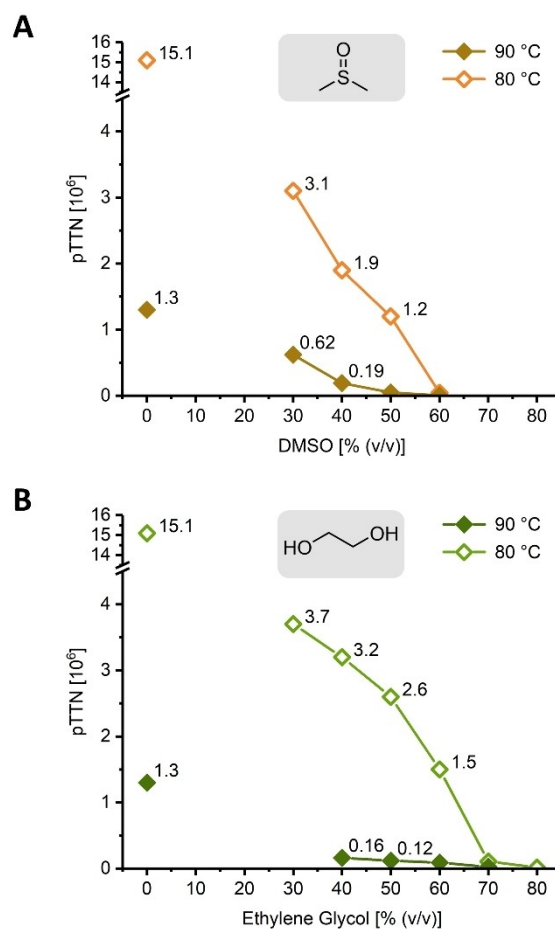 A
16
15
15.1
O
S
90 °C
80 °C
4
3
2
1
0
pTTN [10⁶]
3.1
1.9
1.3
1.2
0.62
0.19
0 10 20 30 40 50 60 70 80
DMSO [% (v/v)]
B
16
15
14
15.1
HO
OH
90 °C
80 °C
4
3
2
1
0
pTTN [10⁶]
3.7
3.2
2.6
1.5
1.3
0.16
0.12
0 10 20 30 40 50 60 70 80
Ethylene Glycol [% (v/v)]